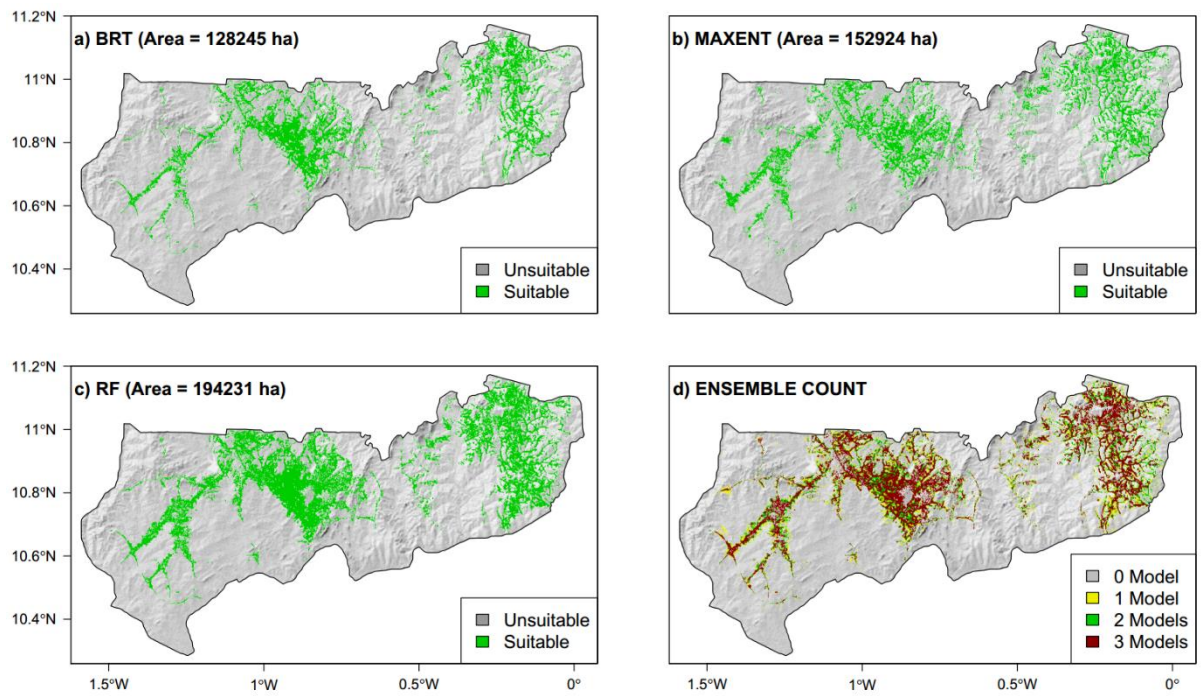 a) BRT (Area = 128245 ha)
11.2°N
11°N
10.8°N
10.6°N
10.4°N
Unsuitable
Suitable
b) MAXENT (Area = 152924 ha)
Unsuitable
Suitable
c) RF (Area = 194231 ha)
11.2°N
11°N
10.8°N
10.6°N
10.4°N
Unsuitable
Suitable
1.5°W
1°W
0.5°W
0°
d) ENSEMBLE COUNT
0 Model
1 Model
2 Models
3 Models
1.5°W
1°W
0.5°W
0°